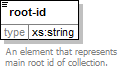 root-id
type xs:string
An element that represents
main root id of collection.